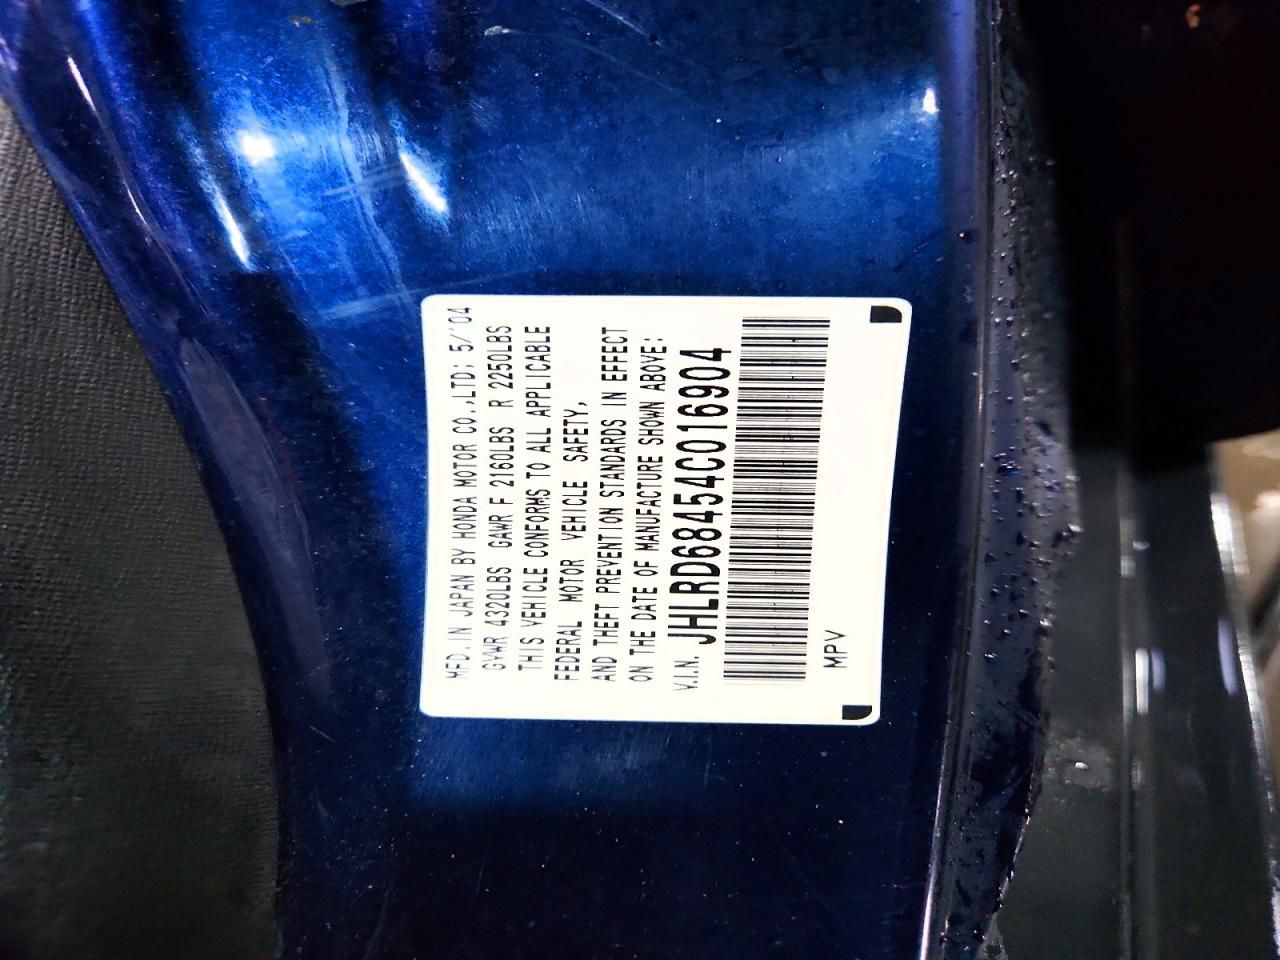 MFD. IN JAPAN BY HONDA MOTOR CO., LTD; 5/'04
GVWR 4320LBS GAWR F 2160LBS R 2250LBS
THIS VEHICLE CONFORMS TO ALL APPLICABLE
FEDERAL MOTOR VEHICLE SAFETY,
AND THEFT PREVENTION STANDARDS IN EFFECT
ON THE DATE OF MANUFACTURE SHOWN ABOVE:
V.I.N. JHLRD68454C016904
MPV